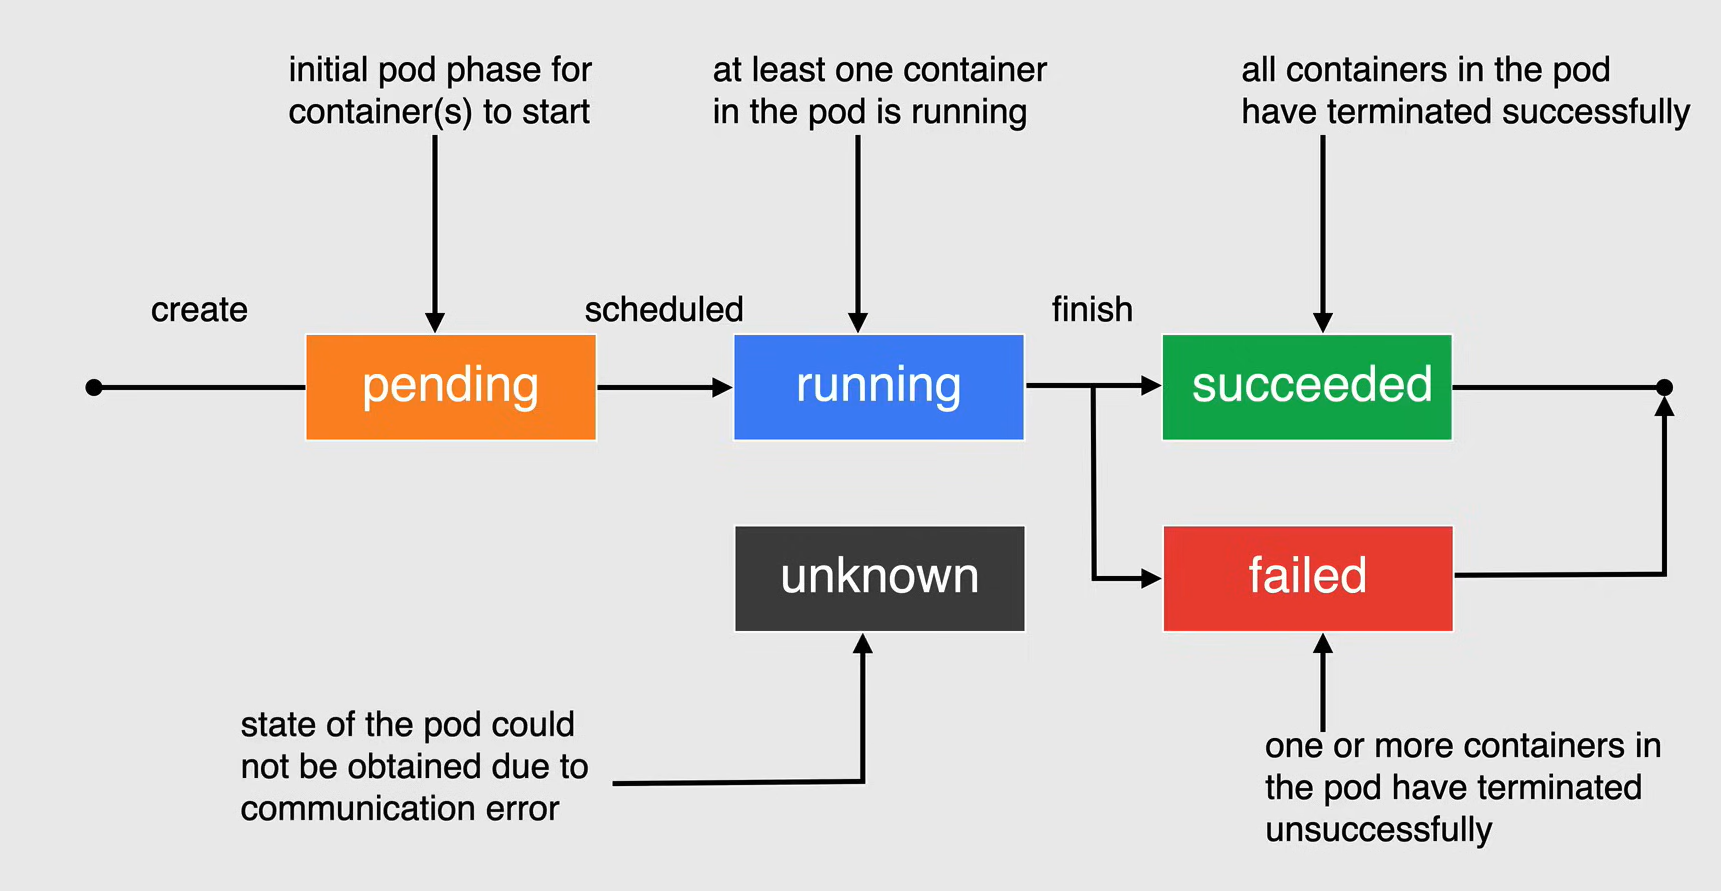 initial pod phase for
container(s) to start
at least one container
in the pod is running
all containers in the pod
have terminated successfully
create
scheduled
finish
pending
running
succeeded
unknown
failed
state of the pod could
not be obtained due to
communication error
one or more containers in
the pod have terminated
unsuccessfully